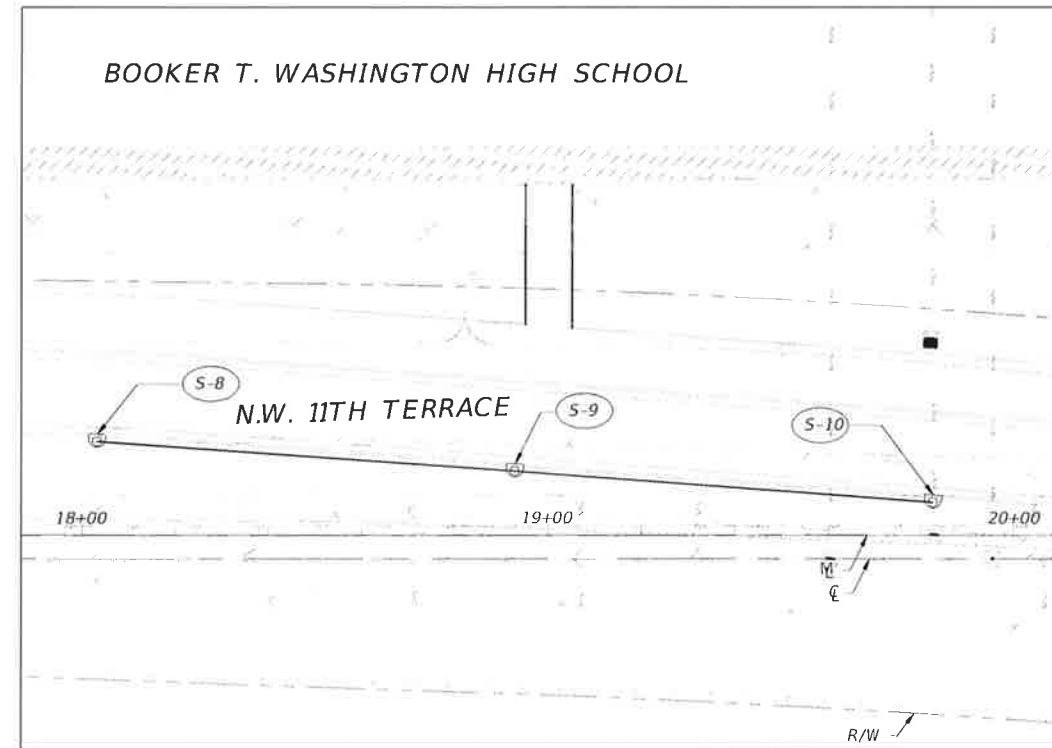 BOOKER T. WASHINGTON HIGH SCHOOL
S-8
N.W. 11TH TERRACE
S-9
S-10
18+00
19+00
20+00
℄
R/W